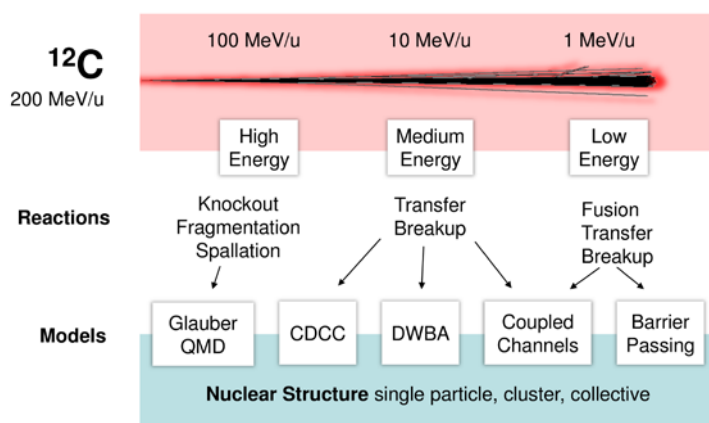 100 MeV/u 10 MeV/u 1 MeV/u
12C
200 MeV/u
High
Energy
Medium
Energy
Low
Energy
Reactions
Knockout
Fragmentation
Spallation
Transfer
Breakup
Fusion
Transfer
Breakup
Models
Glauber
QMD
CDCC
DWBA
Coupled
Channels
Barrier
Passing
Nuclear Structure single particle, cluster, collective